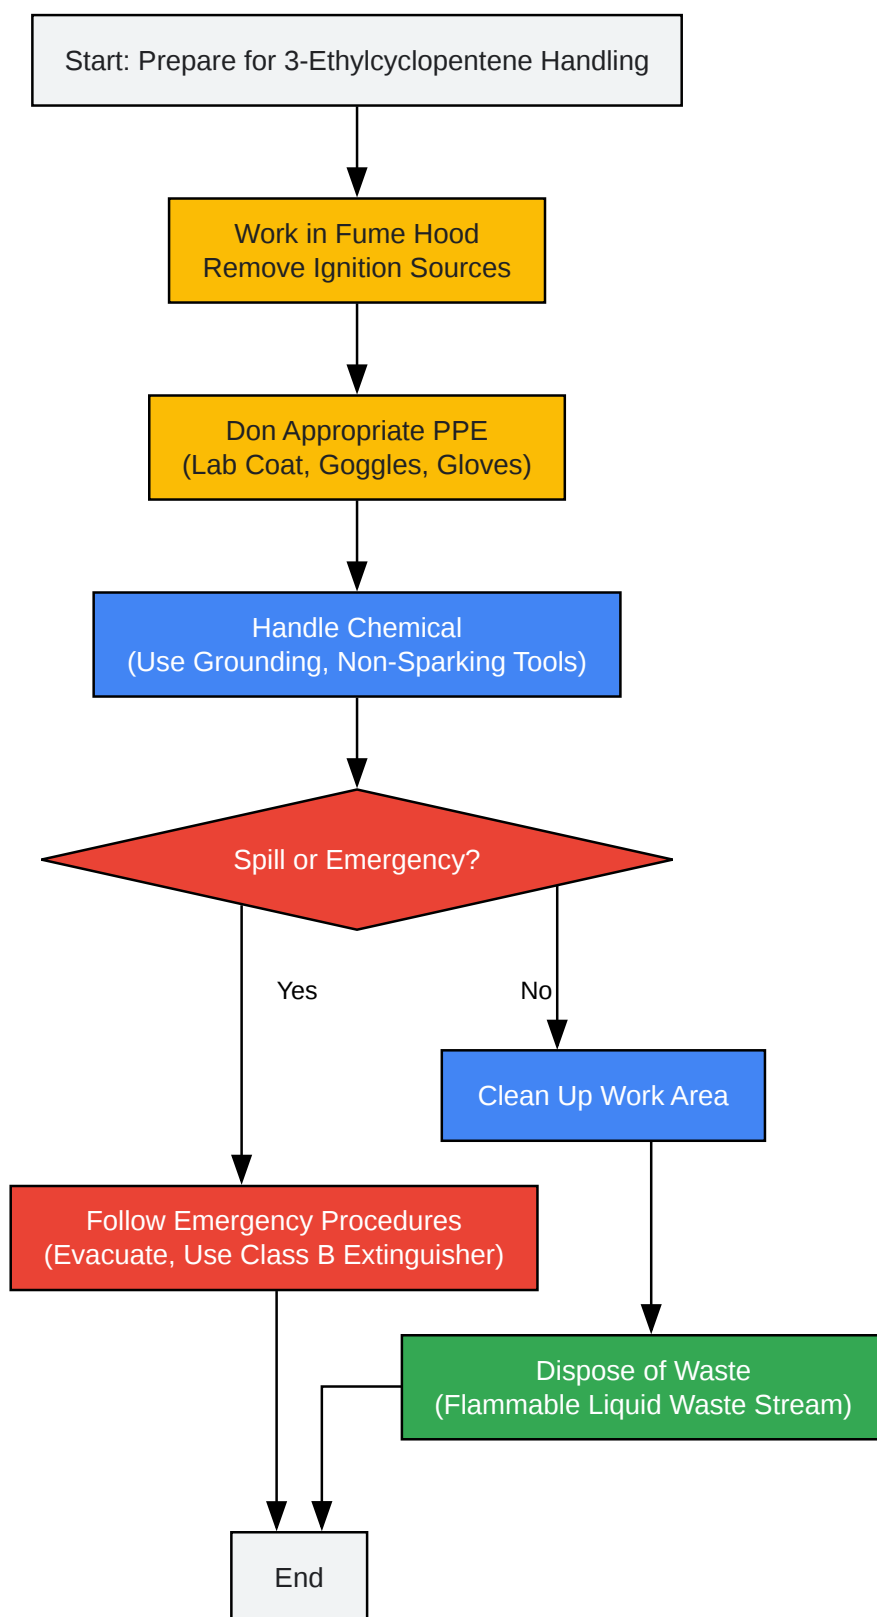 Start: Prepare for 3-Ethylcyclopentene Handling
Work in Fume Hood
Remove Ignition Sources
Don Appropriate PPE
(Lab Coat, Goggles, Gloves)
Handle Chemical
(Use Grounding, Non-Sparking Tools)
Spill or Emergency?
Yes
No
Clean Up Work Area
Follow Emergency Procedures
(Evacuate, Use Class B Extinguisher)
Dispose of Waste
(Flammable Liquid Waste Stream)
End